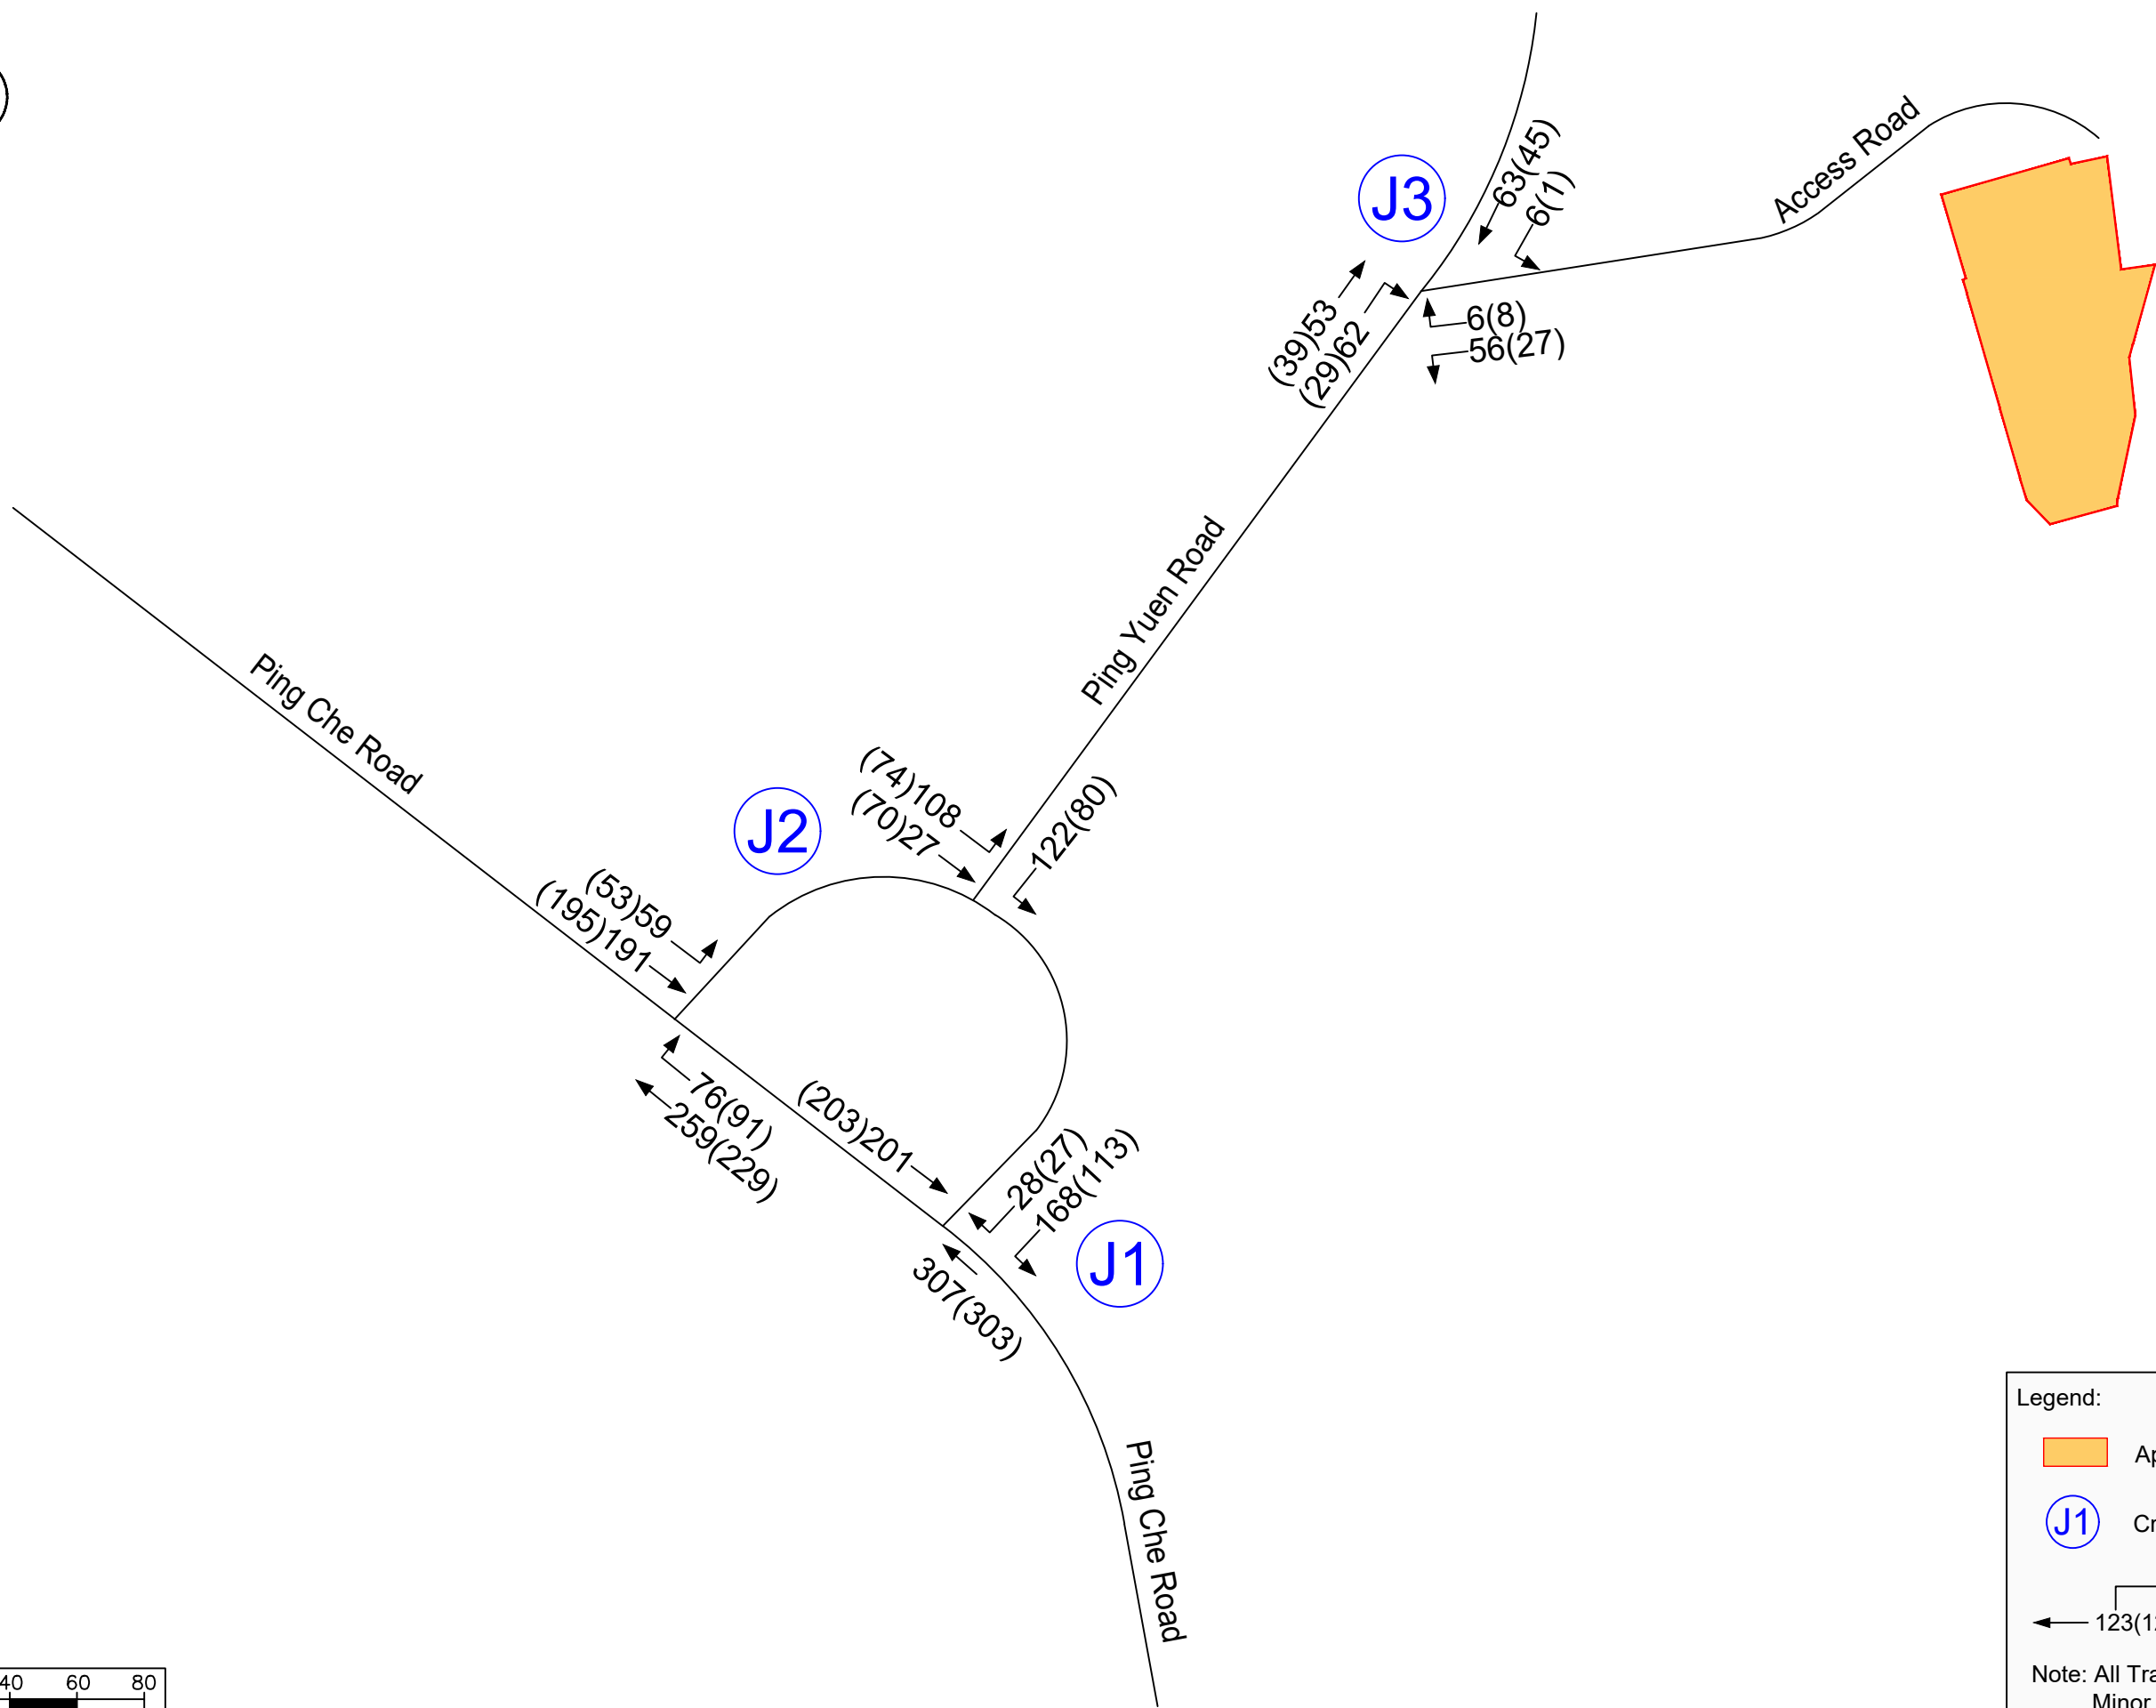 63(45)
6(1)
Access Road
J3
(39)53
(29)62
6(8)
56(27)
Ping Yuen Road
Ping Che Road
(74)108
(70)27
122(80)
J2
(53)59
(195)191
76(91)
259(229)
(203)201
28(27)
168(113)
J1
307(303)
Ping Che Road
Legend:
J1
Note: All
Minor
40 60 80